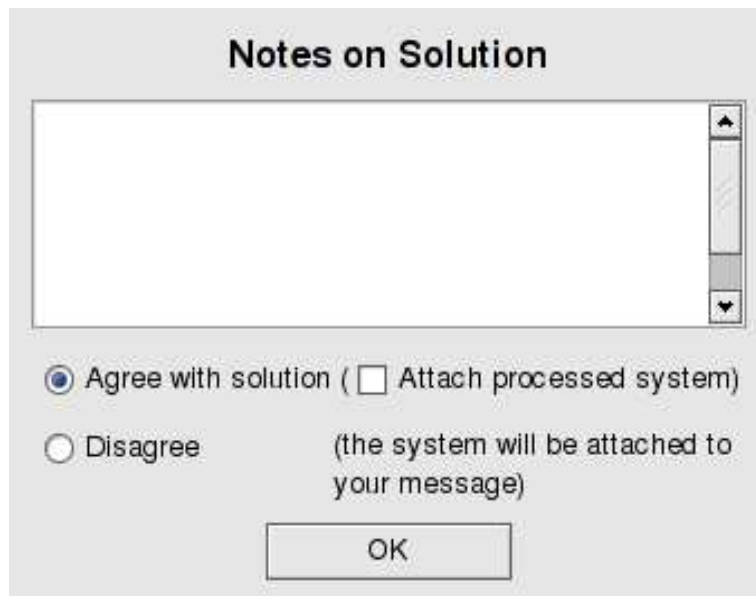 Notes on Solution
Agree with solution ( Attach processed system)
Disagree (the system will be attached to
your message)
OK